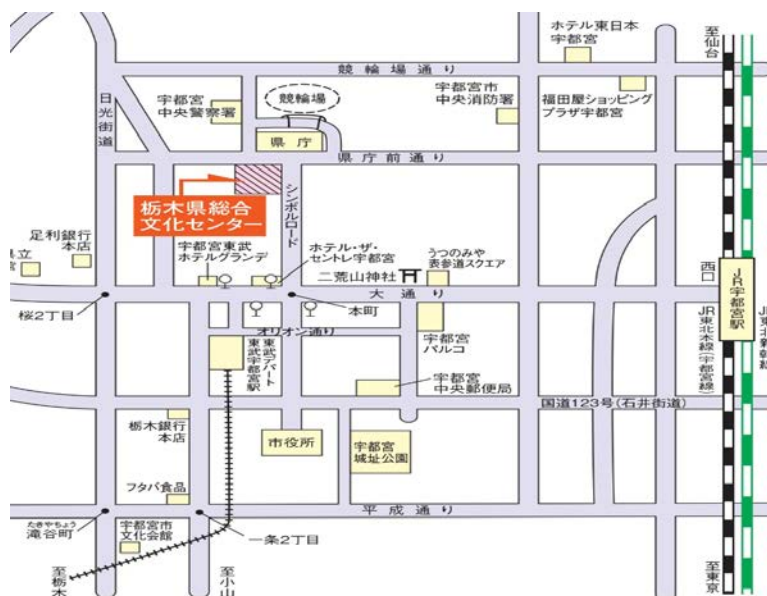 ホテル東日本
宇都宮
至仙台
競輪場通り
日光街道
宇都宮
中央警察署
競輪場
宇都宮市
中央消防署
福田屋ショッピング
プラザ宇都宮
県庁
県庁前通り
シンボルロード
栃木県総合
文化センター
足利銀行
本店
県立
宇都宮東武
ホテルグランデ
ホテル・ザ・
セントレ宇都宮
二荒山神社
うつのみや
表参道スクエア
西口
JR宇都宮駅
大通り
桜2丁目
本町
オリオン通り
東武デパート
東武宇都宮駅
宇都宮
パルコ
JR東北本線(宇都宮線)
JR東北新幹線
宇都宮
中央郵便局
国道123号(石井街道)
栃木銀行
本店
市役所
宇都宮
城址公園
フタバ食品
平成通り
たきやちょう
滝谷町
宇都宮市
文化会館
一条2丁目
至栃木
至小山
至東京